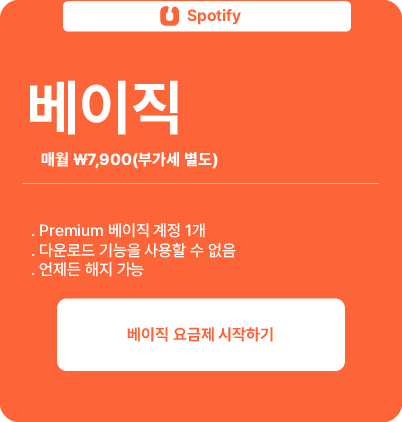 Spotify
베이직
매월 ₩7,900(부가세 별도)
. Premium 베이직 계정 1개
. 다운로드 기능을 사용할 수 없음
. 언제든 해지 가능
베이직 요금제 시작하기